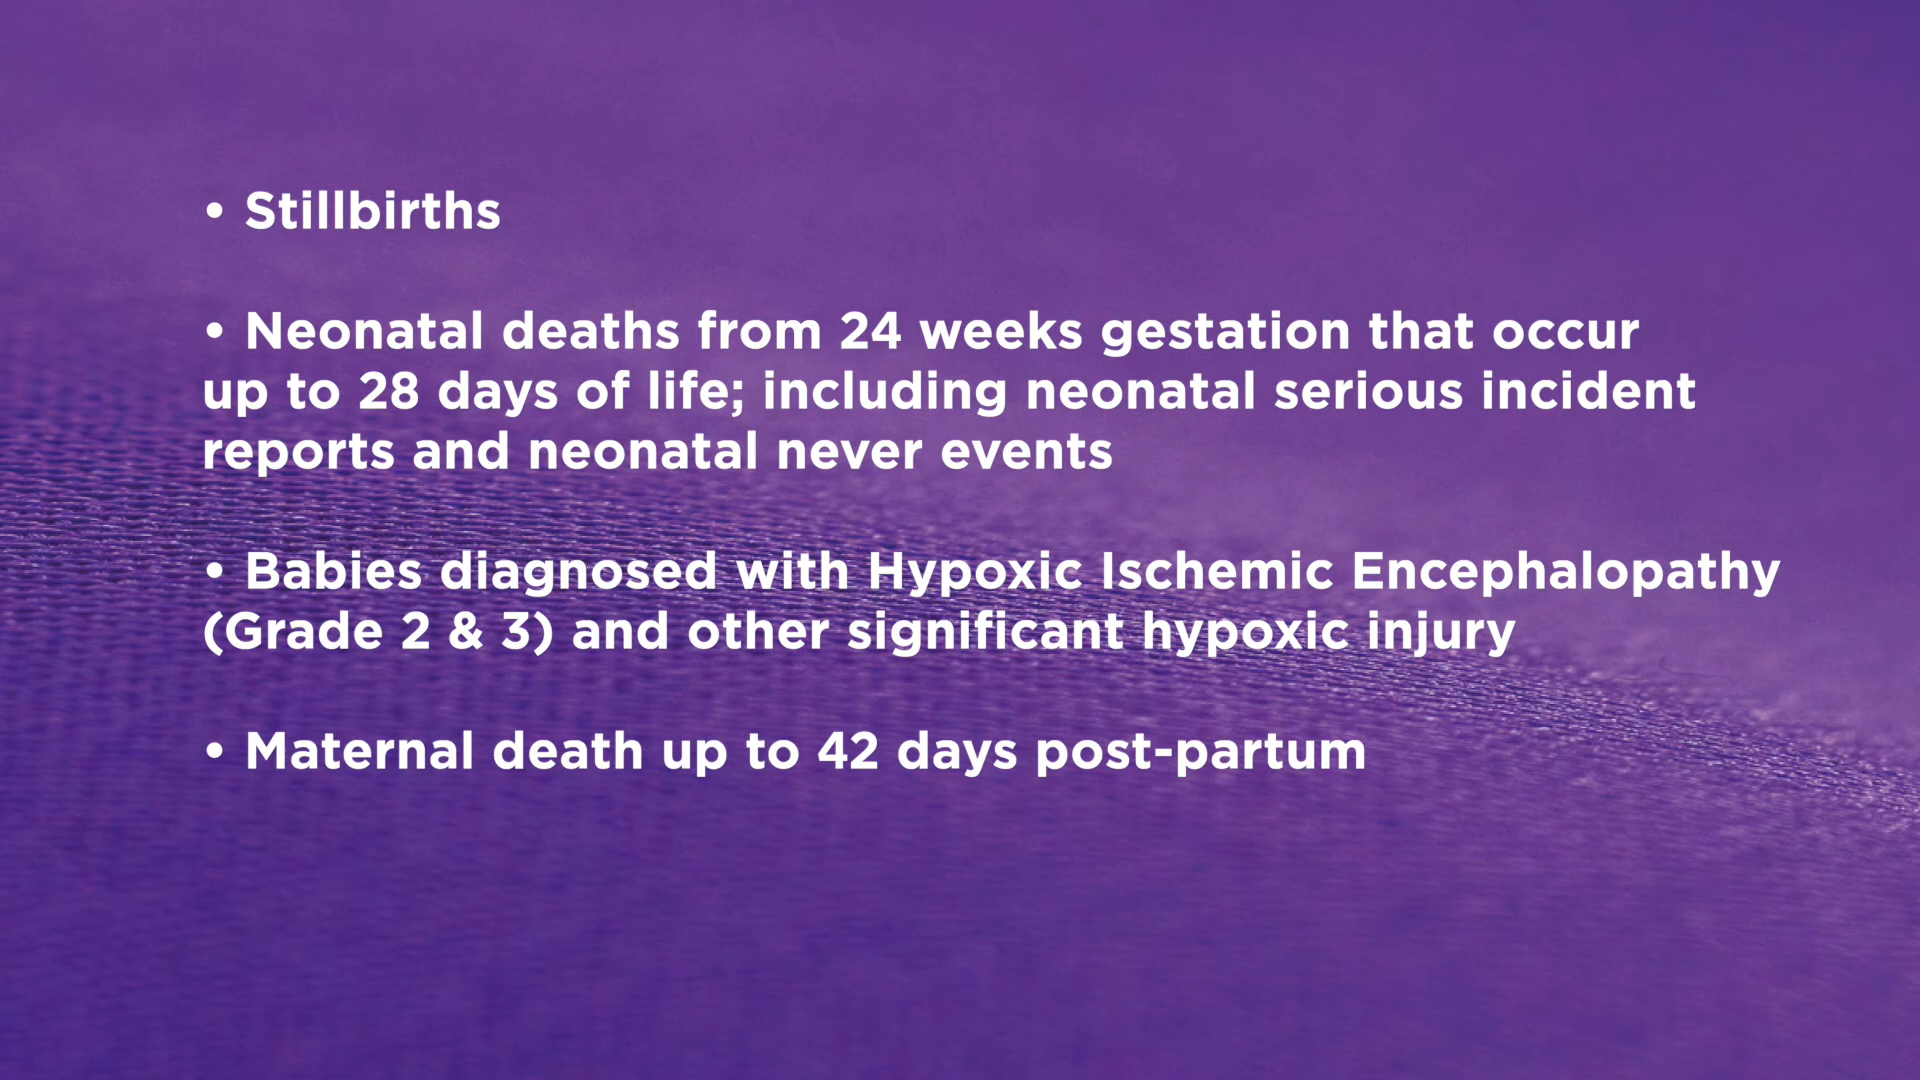 • Stillbirths
• Neonatal deaths from 24 weeks gestation that occur
up to 28 days of life; including neonatal serious incident
reports and neonatal never events
• Babies diagnosed with Hypoxic Ischemic Encephalopathy
(Grade 2 & 3) and other significant hypoxic injury
• Maternal death up to 42 days post-partum